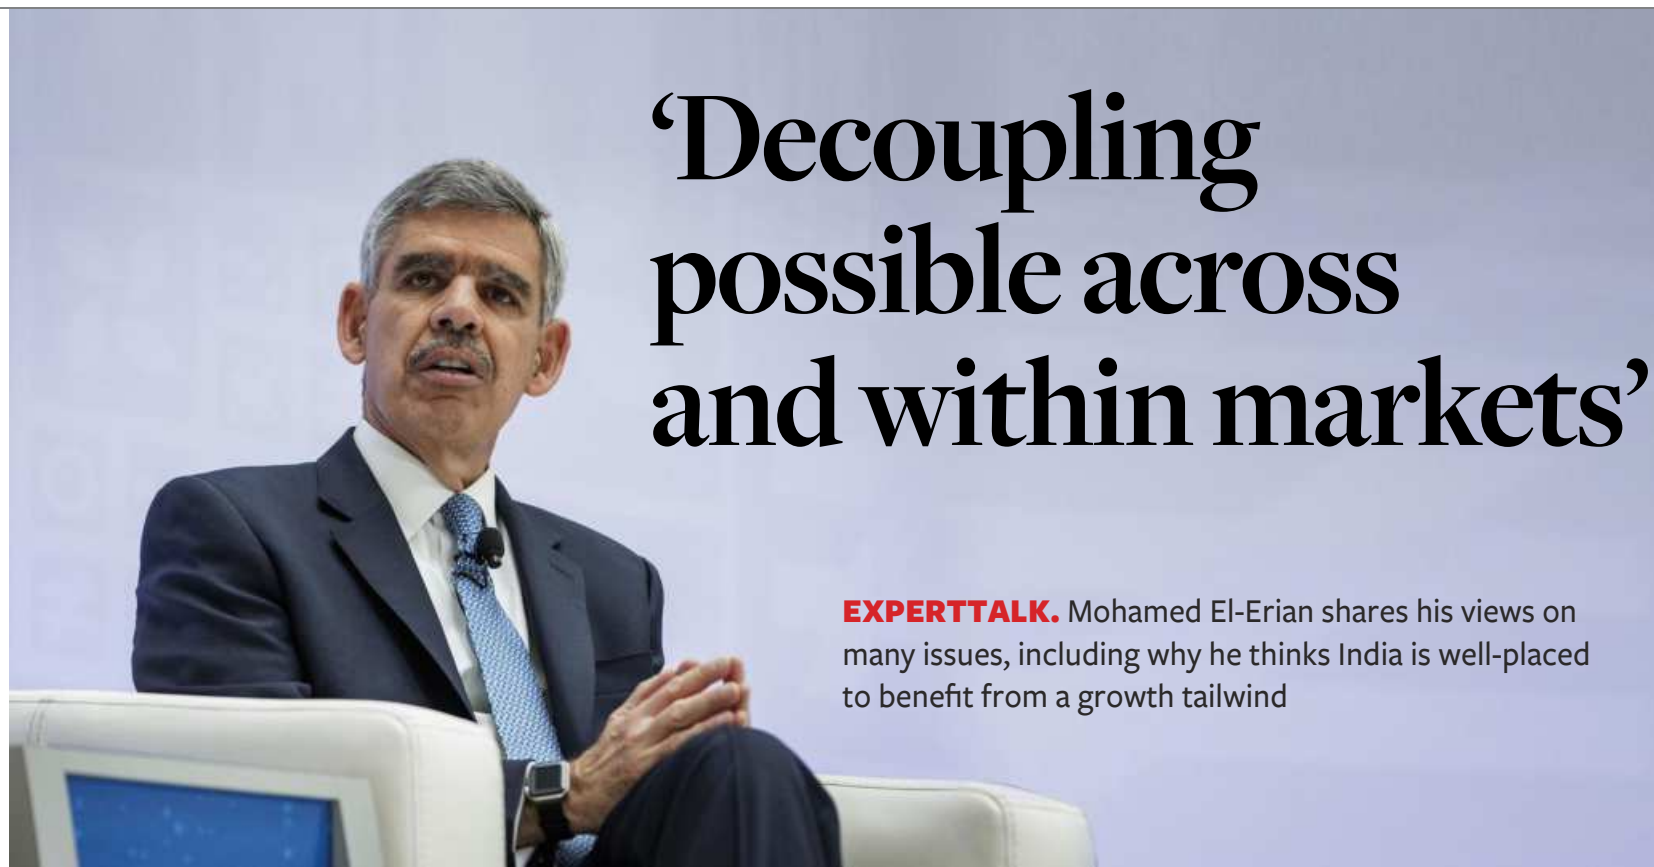 ‘Decoupling
possible across
and within markets’
EXPERTTALK. Mohamed El-Erian shares his views on
many issues, including why he thinks India is well-placed
to benefit from a growth tailwind